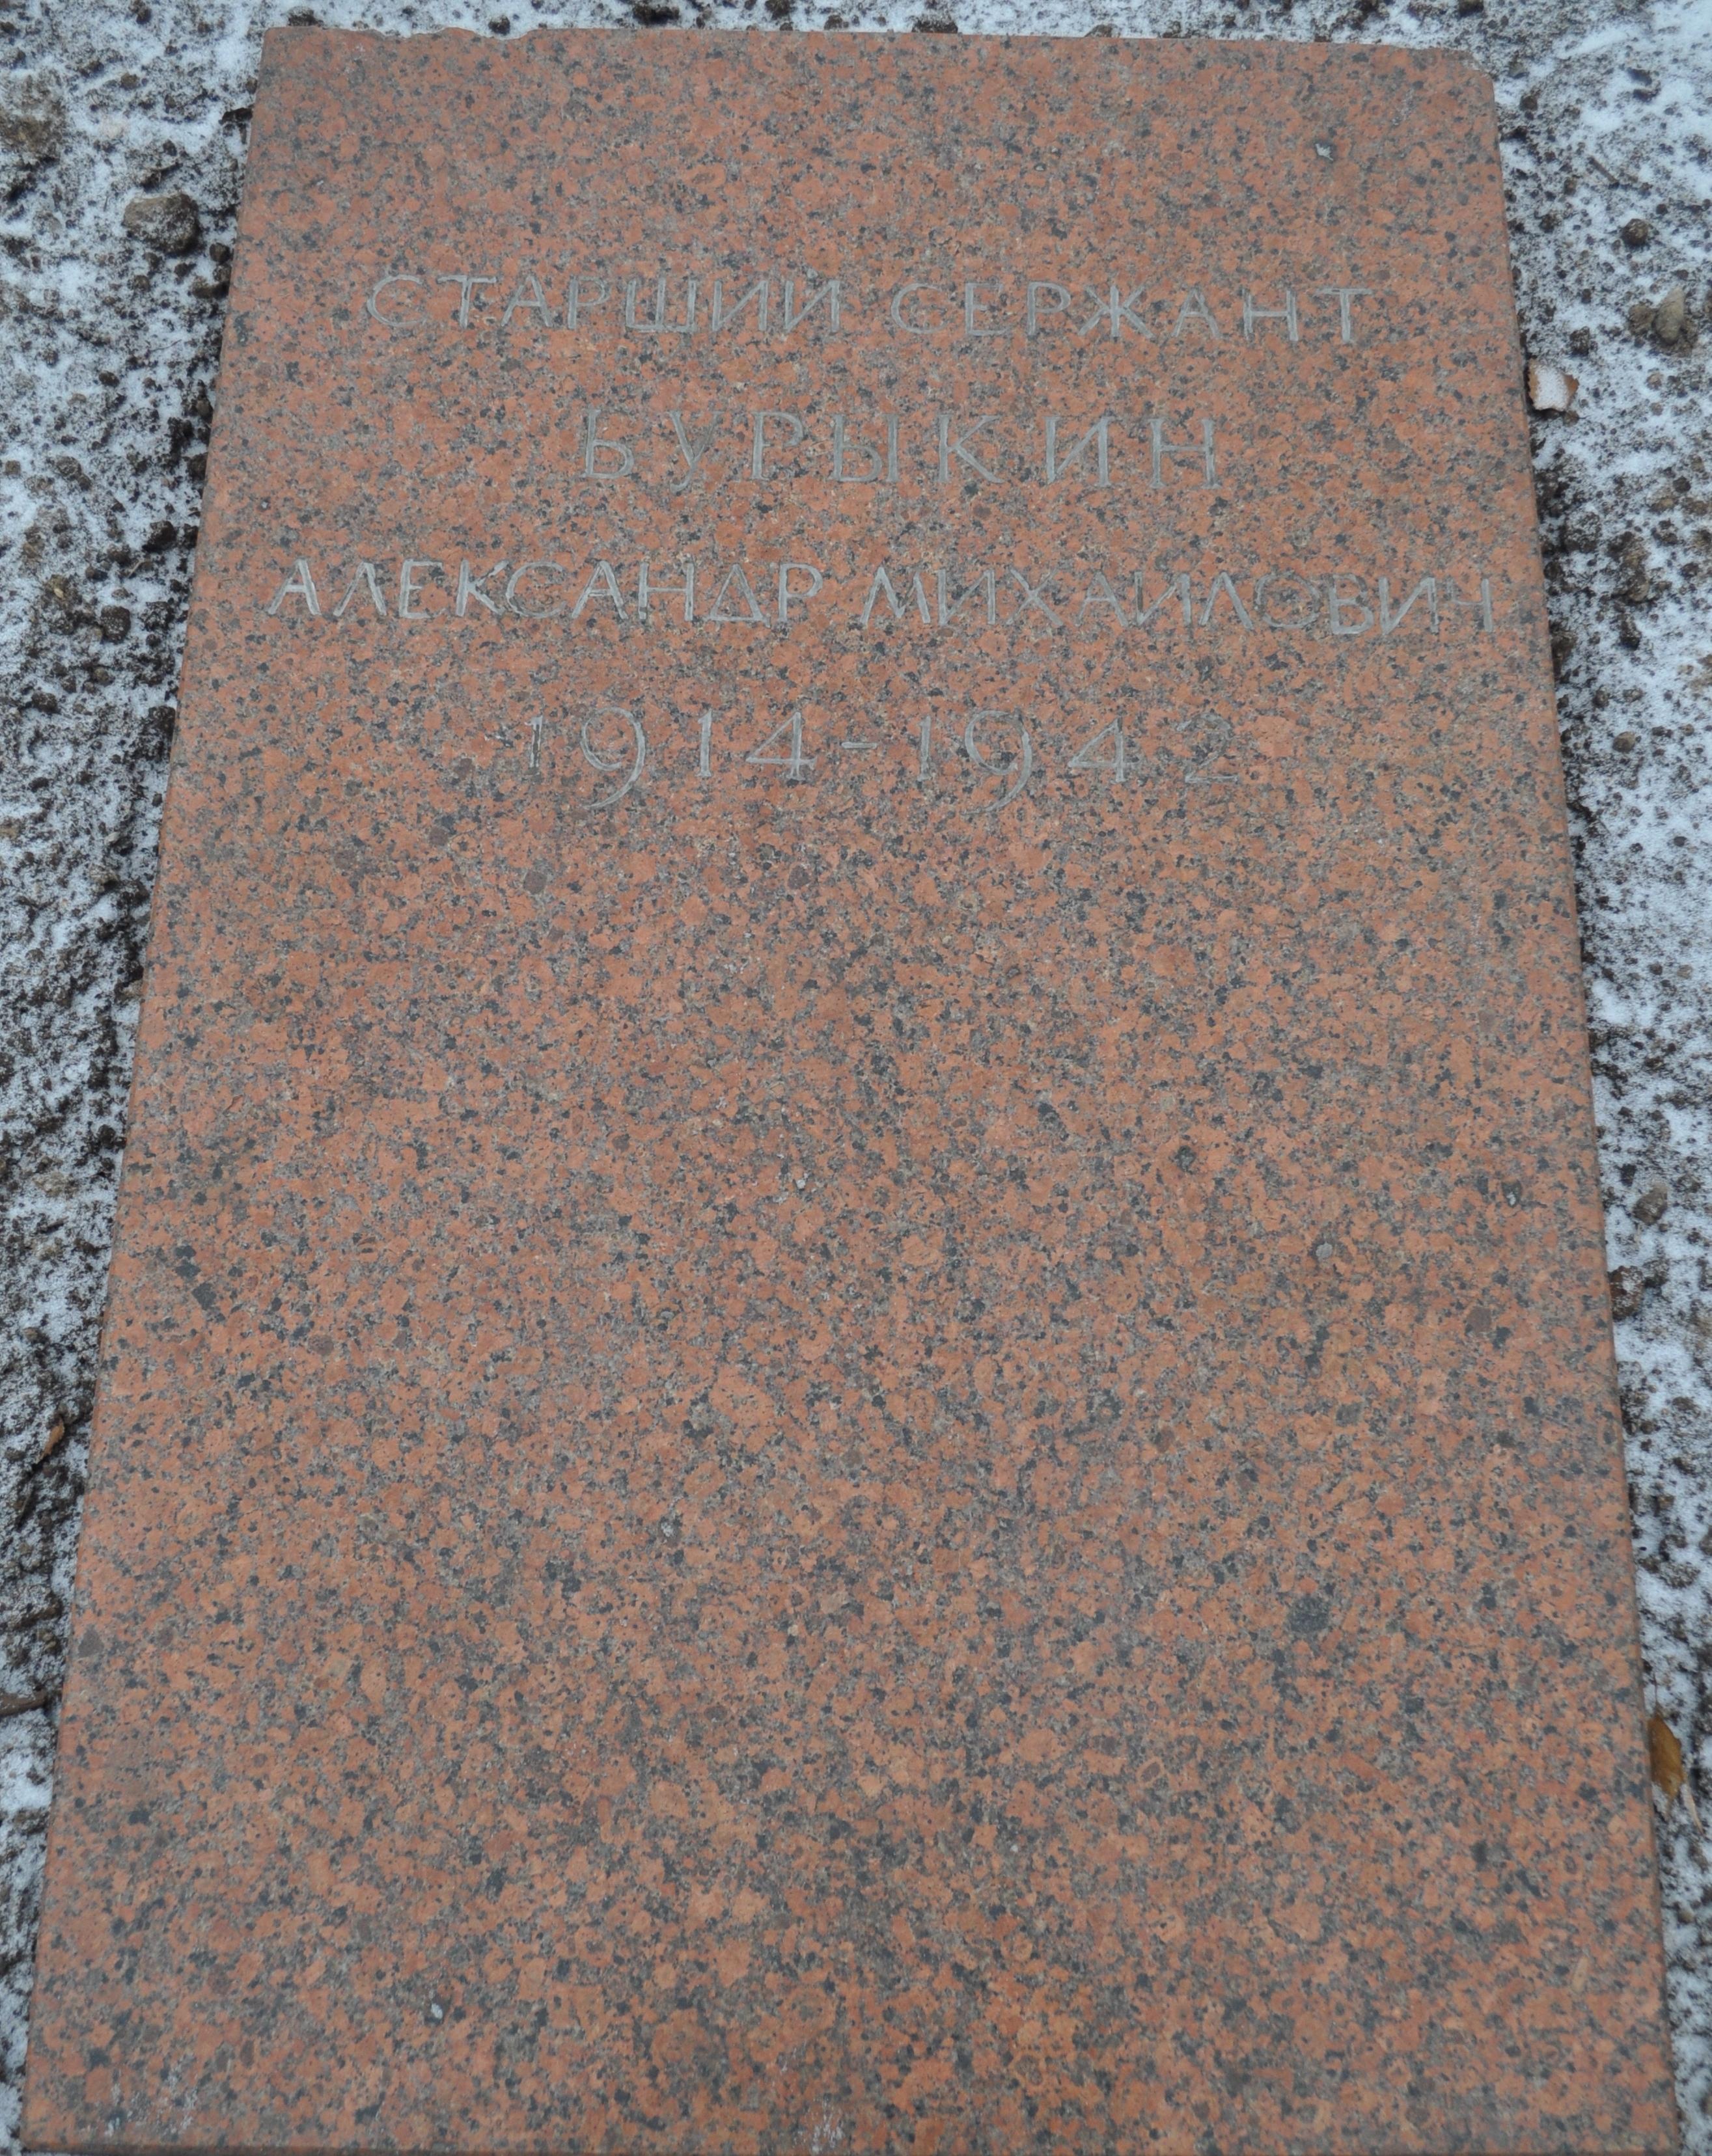 СТАРШИЙ СЕРЖАНТ
БУРЫКИН
АЛЕКСАНДР МИХАЙЛОВИЧ
1914-1942